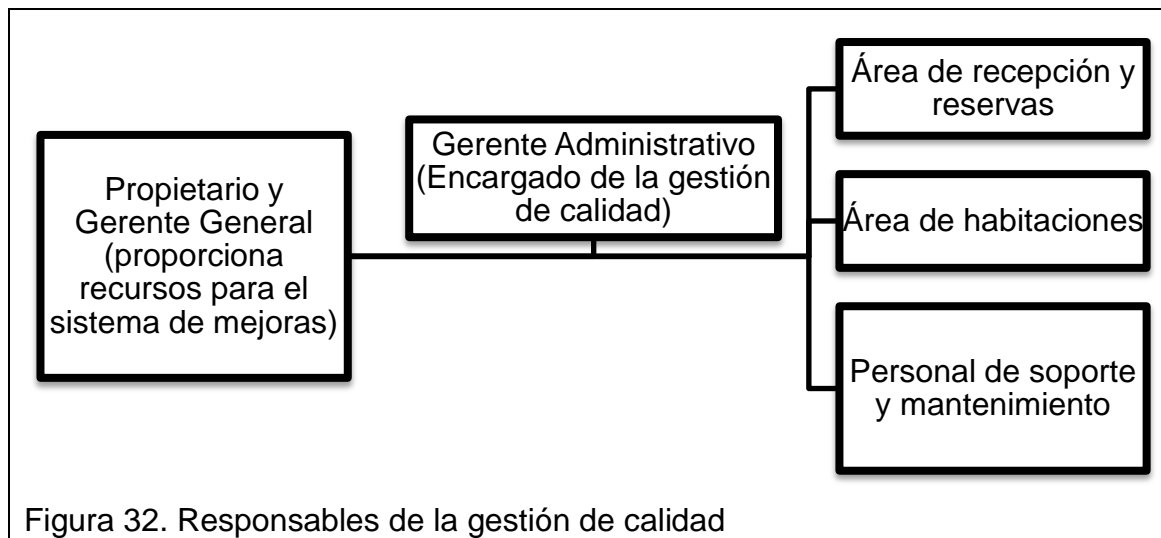 Propietario y
Gerente General
(proporciona
recursos para el
sistema de mejoras)
Gerente Administrativo
(Encargado de la gestión
de calidad)
Área de recepción y
reservas
Área de habitaciones
Personal de soporte
y mantenimiento
Figura 32. Responsables de la gestión de calidad